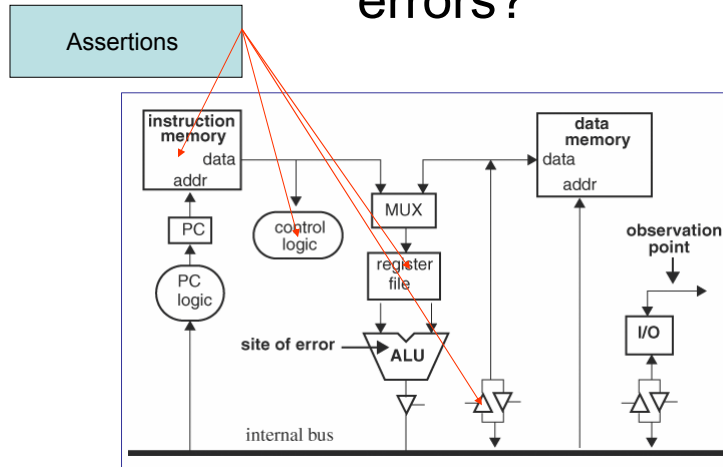 errors?
Assertions
instruction
memory
data
addr
data
memory
data
addr
MUX
PC
control
logic
observation
point
register
file
PC
logic
I/O
site of error
ALU
internal bus